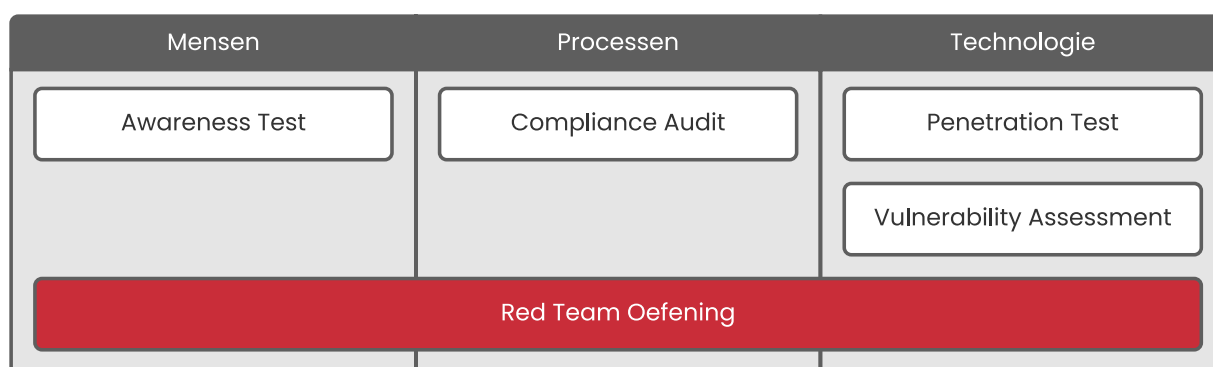 Mensen
Processen
Technologie
Awareness Test
Compliance Audit
Penetration Test
Vulnerability Assessment
Red Team Oefening